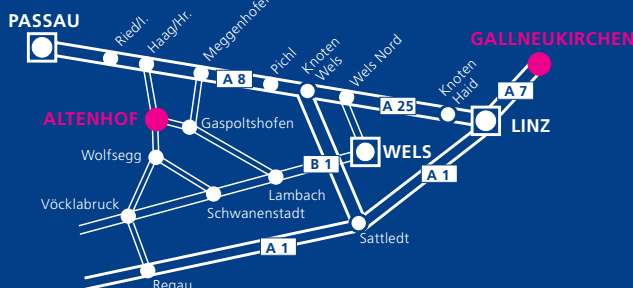 PASSAU
Ried/I.
Haag/Hr.
Meggenhofen
Pichl
Knoten
Wels
Wels Nord
Knoten
Haid
GALLNEUKIRCHEN
A 8
A 25
A 7
LINZ
ALTENHOF
Gaspoltshofen
Wolfsegg
B 1
WELS
A 1
Lambach
Schwanenstadt
Vöcklabruck
Sattledt
A 1
Regau